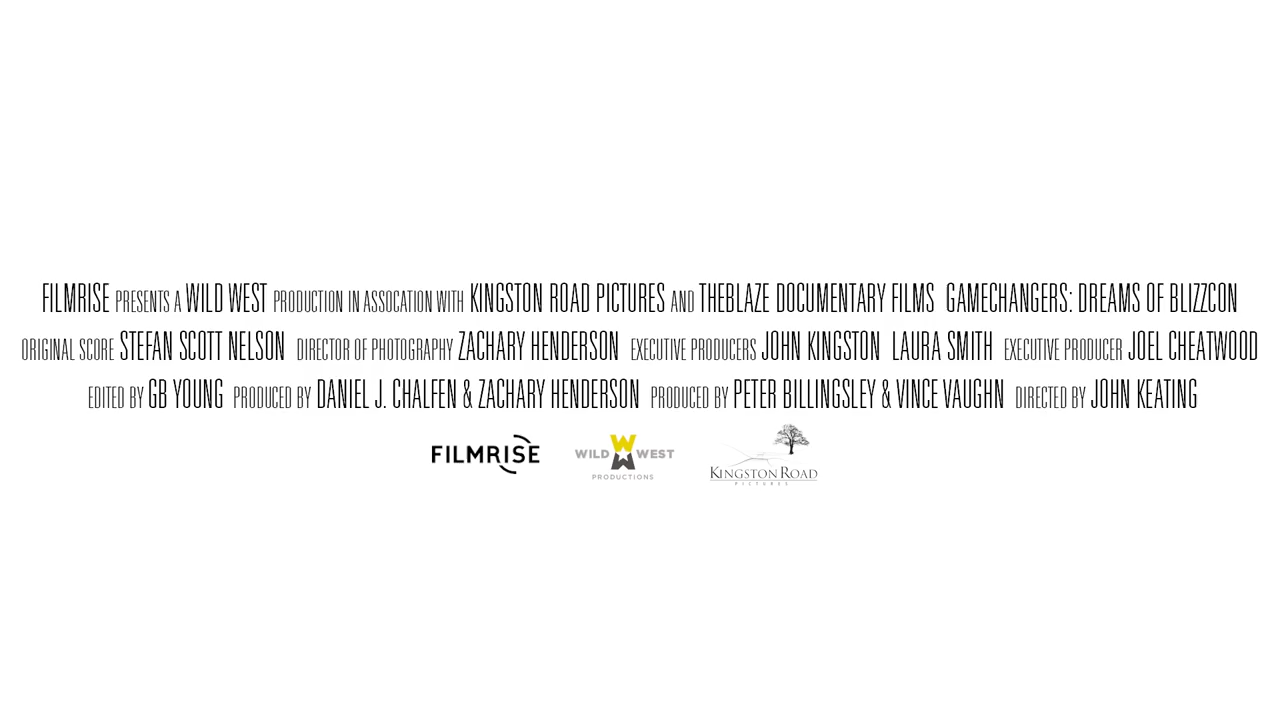 FILMRISE PRESENTS A WILD WEST PRODUCTION IN ASSOCATION WITH KINGSTON ROAD PICTURES AND THEBLAZE DOCUMENTARY FILMS GAMECHANGERS: DREAMS OF BLIZZCON
ORIGINAL SCORE STEFAN SCOTT NELSON DIRECTOR OF PHOTOGRAPHY ZACHARY HENDERSON EXECUTIVE PRODUCERS JOHN KINGSTON LAURA SMITH EXECUTIVE PRODUCER JOEL CHEATWOOD
EDITED BY GB YOUNG PRODUCED BY DANIEL J. CHALFEN & ZACHARY HENDERSON PRODUCED BY PETER BILLINGSLEY & VINCE VAUGHN DIRECTED BY JOHN KEATING
FILMRISE
WILD WEST
PRODUCTIONS
KINGSTON ROAD
PICTURES